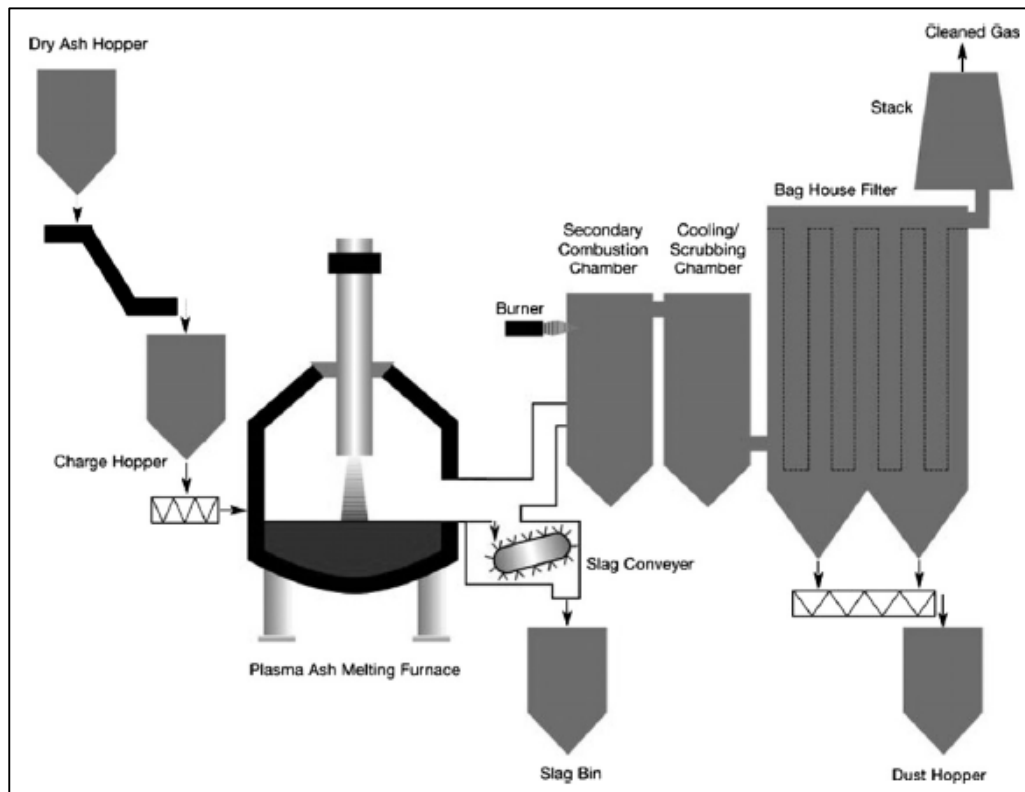 Cleaned Gas
Dry Ash Hopper
Stack
Bag House Filter
Secondary
Combustion
Chamber
Cooling/
Scrubbing
Chamber
Burner
Charge Hopper
Slag Conveyer
Plasma Ash Melting Furnace
Slag Bin
Dust Hopper